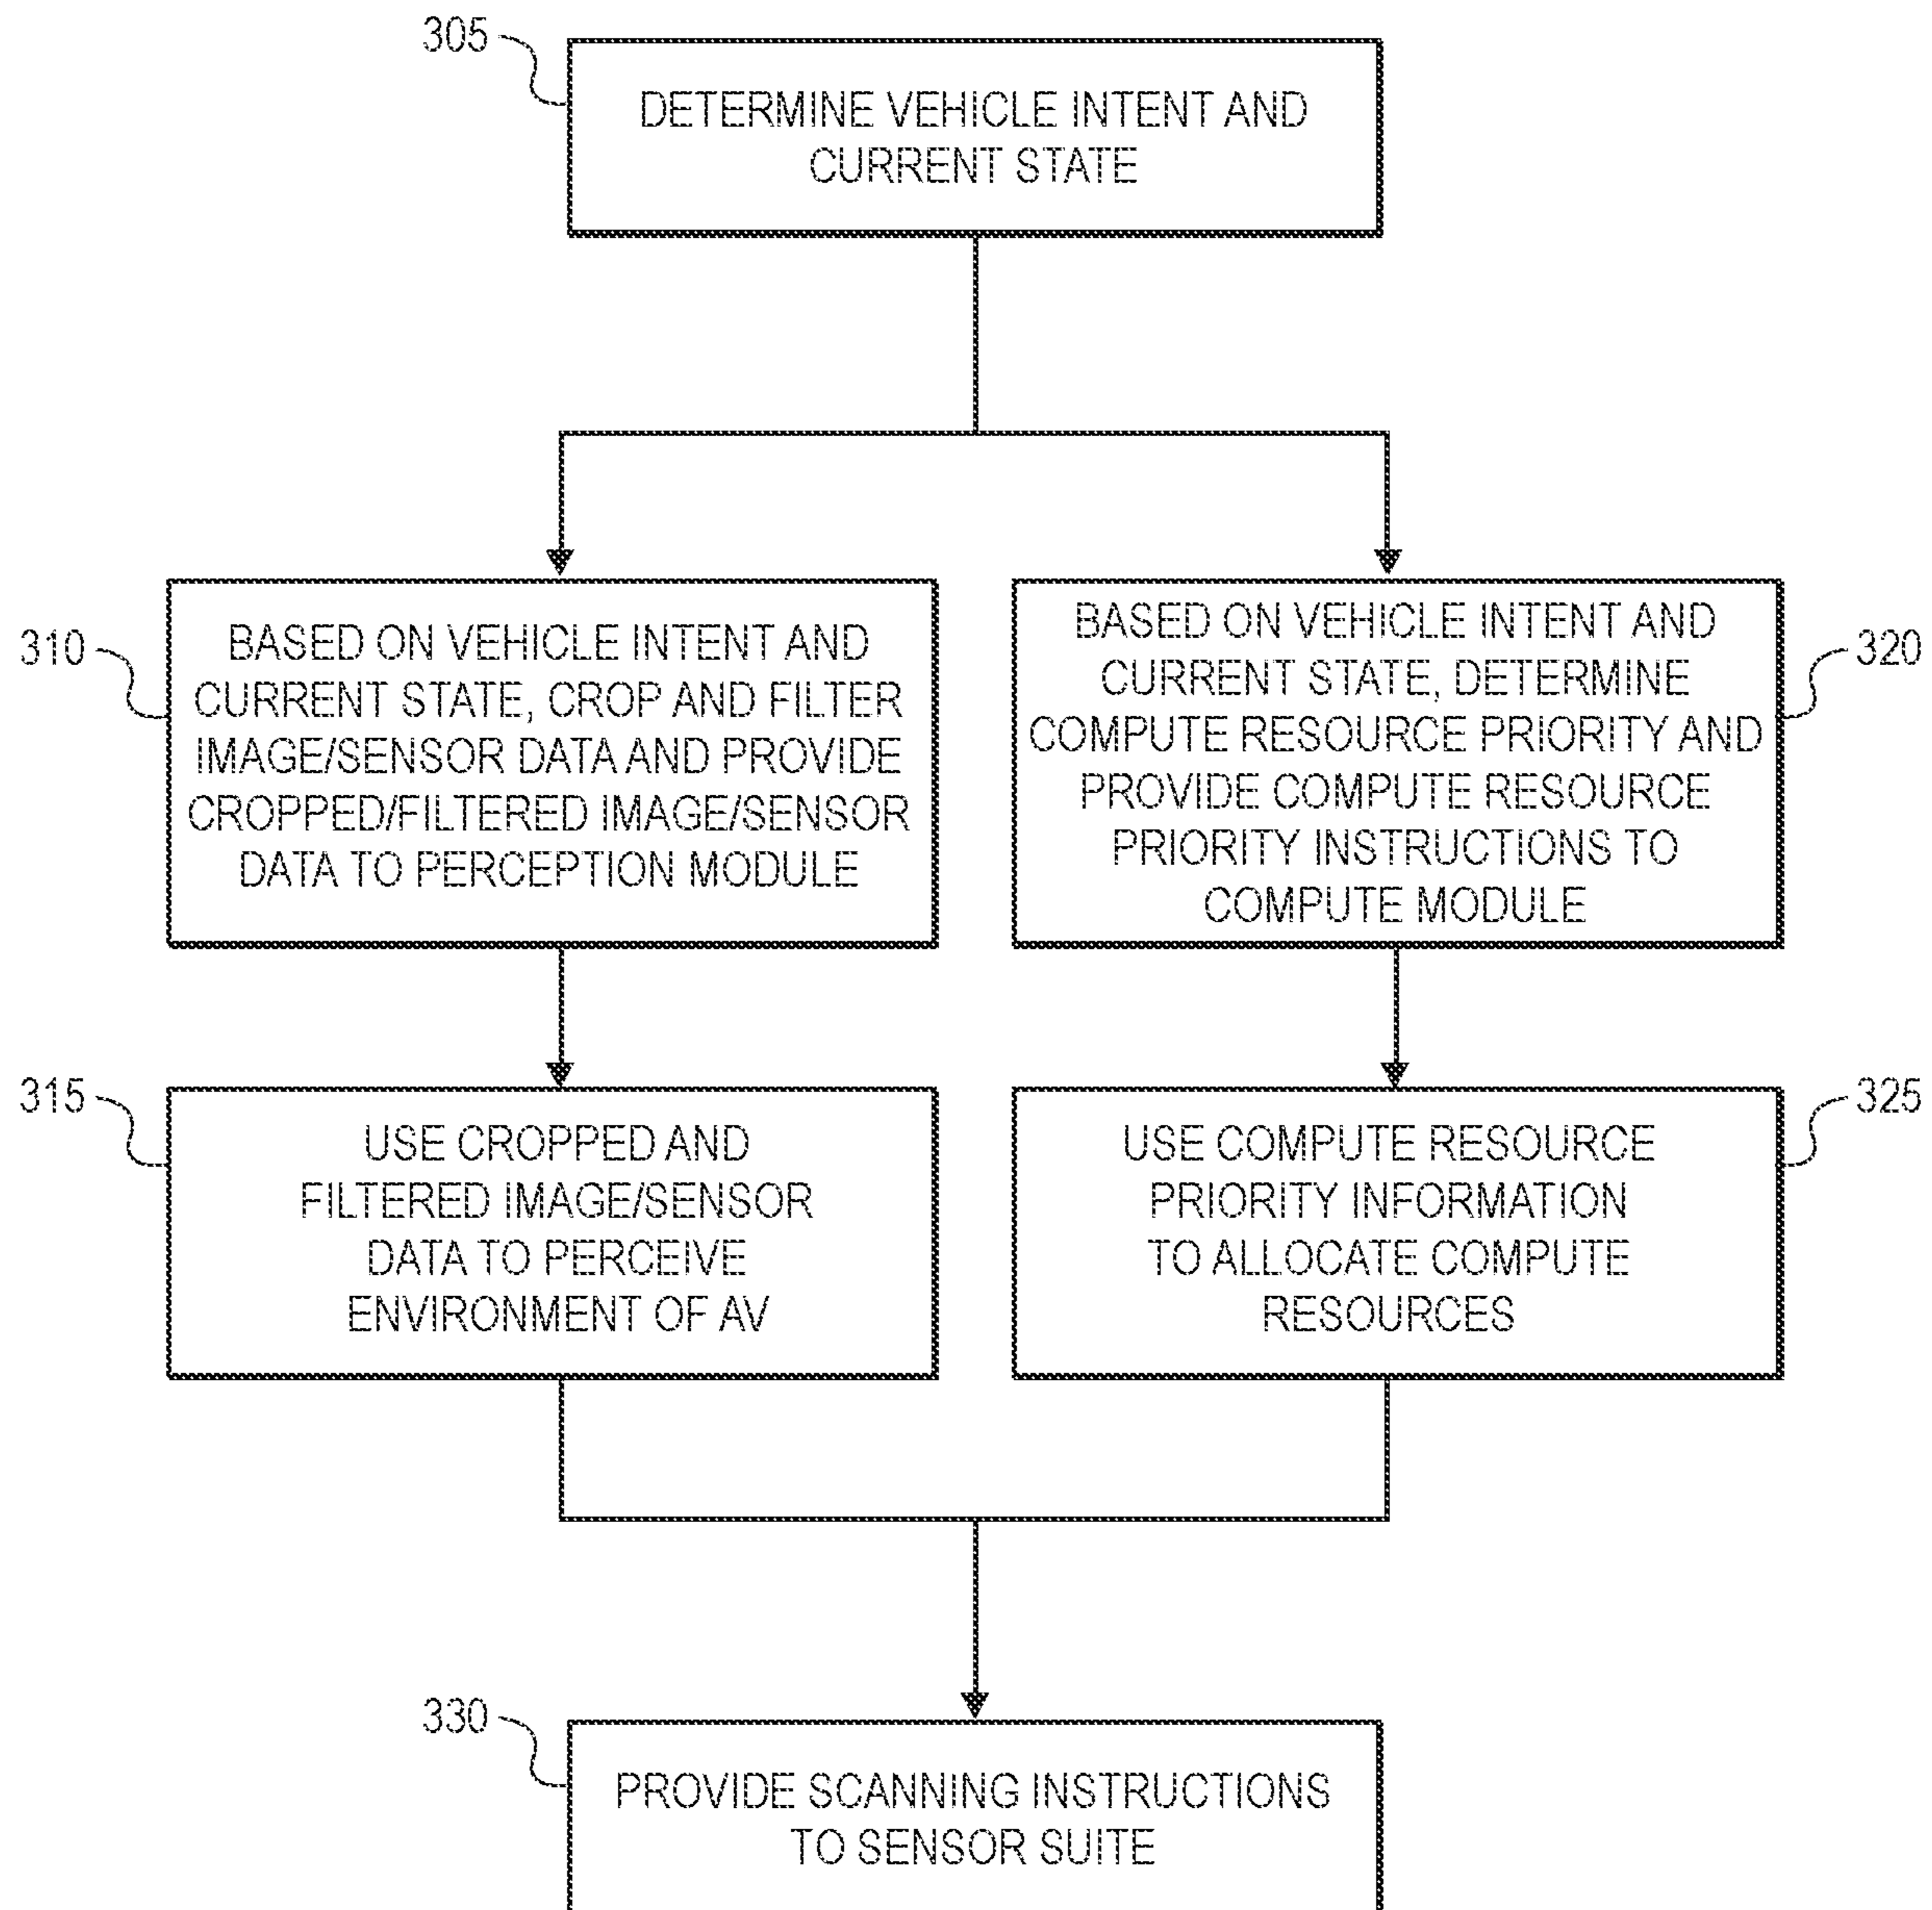 305
DETERMINE VEHICLE INTENT AND
CURRENT STATE
310
BASED ON VEHICLE INTENT AND
CURRENT STATE, CROP AND FILTER
IMAGE/SENSOR DATA AND PROVIDE
CROPPED/FILTERED IMAGE/SENSOR
DATA TO PERCEPTION MODULE
BASED ON VEHICLE INTENT AND
CURRENT STATE, DETERMINE
COMPUTE RESOURCE PRIORITY AND
PROVIDE COMPUTE RESOURCE
PRIORITY INSTRUCTIONS TO
COMPUTE MODULE
320
315
USE CROPPED AND
FILTERED IMAGE/SENSOR
DATA TO PERCEIVE
ENVIRONMENT OF AV
USE COMPUTE RESOURCE
PRIORITY INFORMATION
TO ALLOCATE COMPUTE
RESOURCES
325
330
PROVIDE SCANNING INSTRUCTIONS
TO SENSOR SUITE